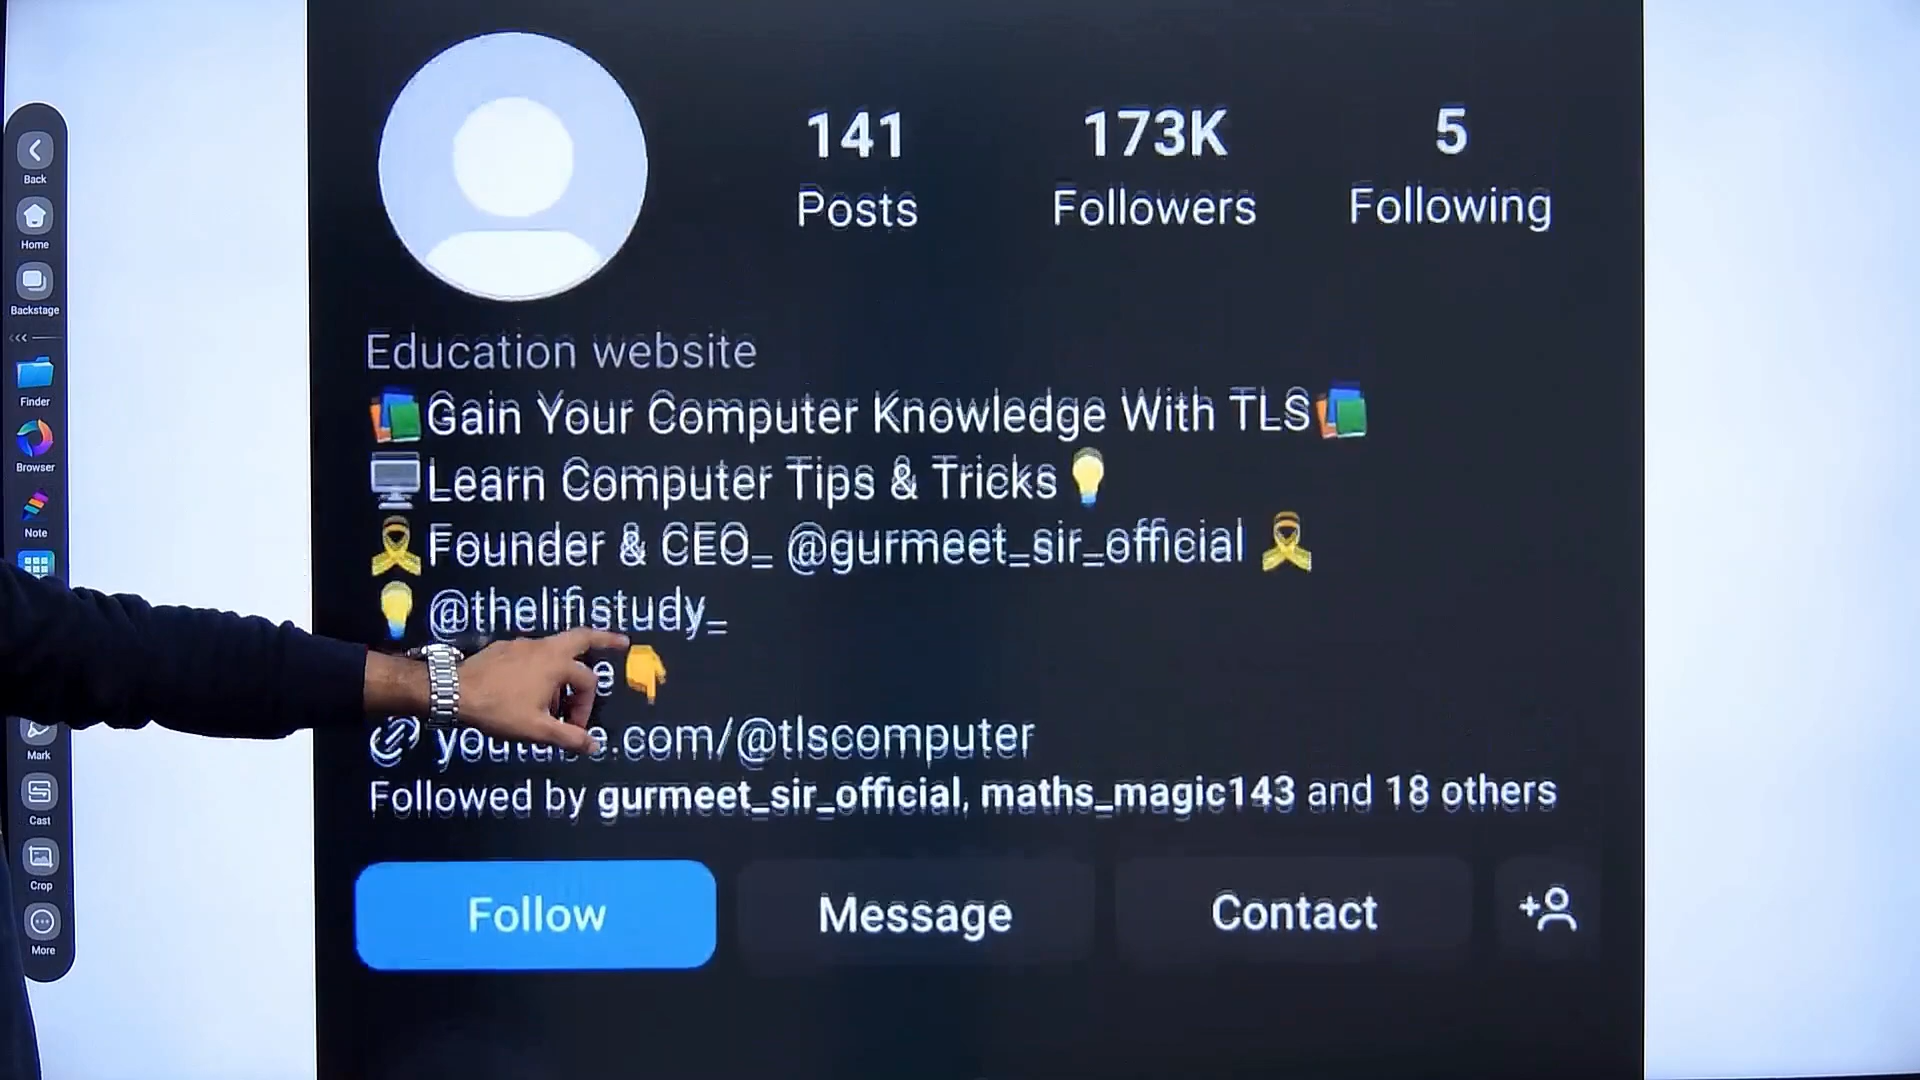 141 173K 5
Posts Followers Following
Education website
Gain Your Computer Knowledge With TLS
Learn Computer Tips & Tricks
Founder & CEO_ @gurmeet_sir_official
@thelifistudy_
.com/@tlscomputer
Followed by gurmeet_sir_official, maths_magic143 and 18 others
Follow Message Contact
Back
Home
Backstage
Finder
Browser
Note
Mark
Cast
Crop
More